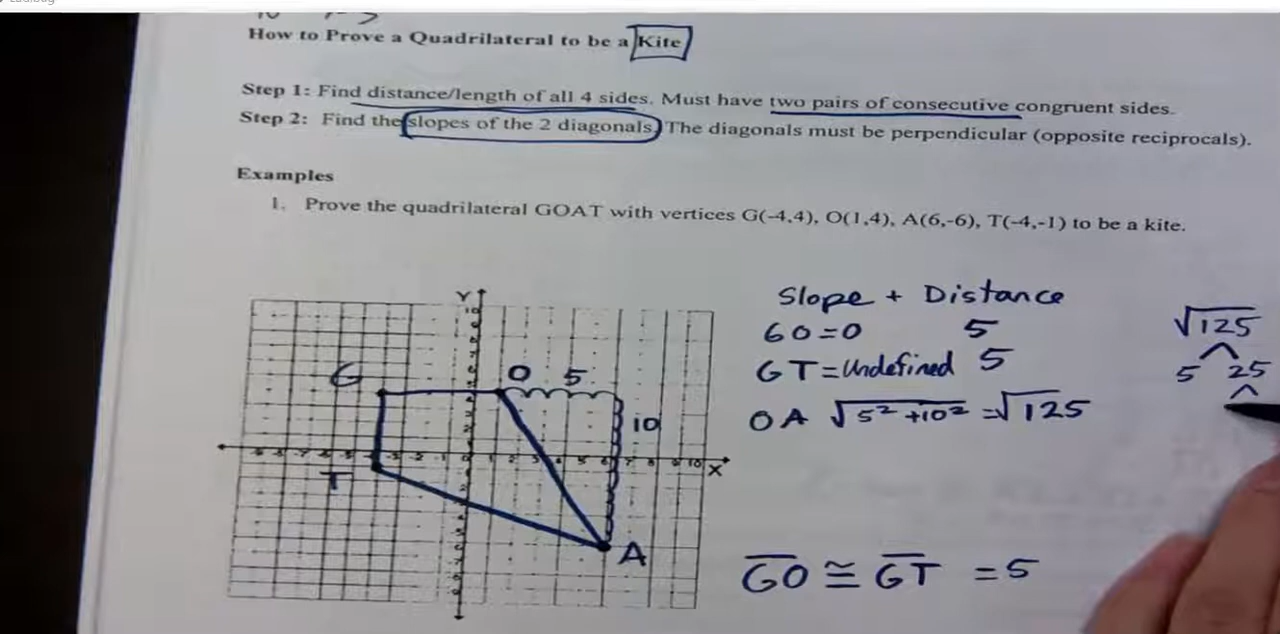 How to Prove a Quadrilateral to be a Kite
Step 1: Find distance/length of all 4 sides. Must have two pairs of consecutive congruent sides.
Step 2: Find the slopes of the 2 diagonals. The diagonals must be perpendicular (opposite reciprocals).
Examples
1. Prove the quadrilateral GOAT with vertices G(-4,4), O(1,4), A(6,-6), T(-4,-1) to be a kite.
Slope + Distance
GO=0 5
GT=Undefined 5
OA √5²+10² =√125
√125
5 25
Y
G O 5
10
X
T
A
GO ≅ GT =5